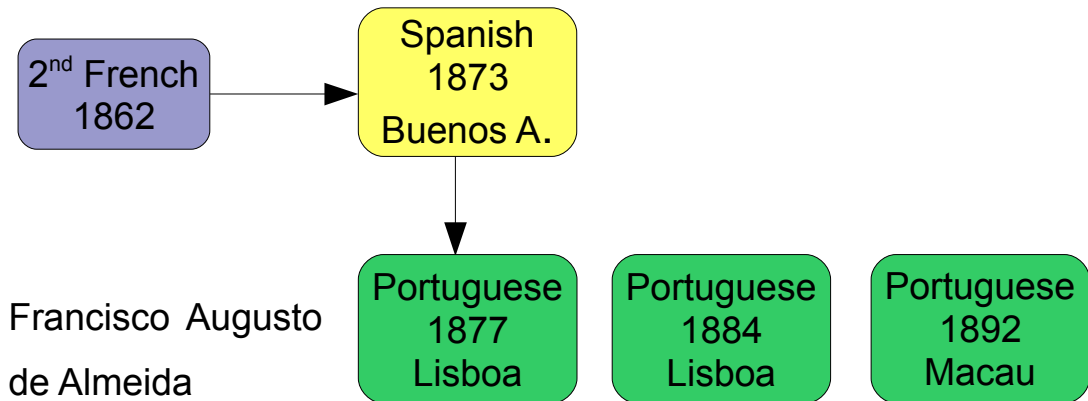 2nd French
1862
Spanish
1873
Buenos A.
Francisco Augusto
de Almeida
Portuguese
1877
Lisboa
Portuguese
1884
Lisboa
Portuguese
1892
Macau